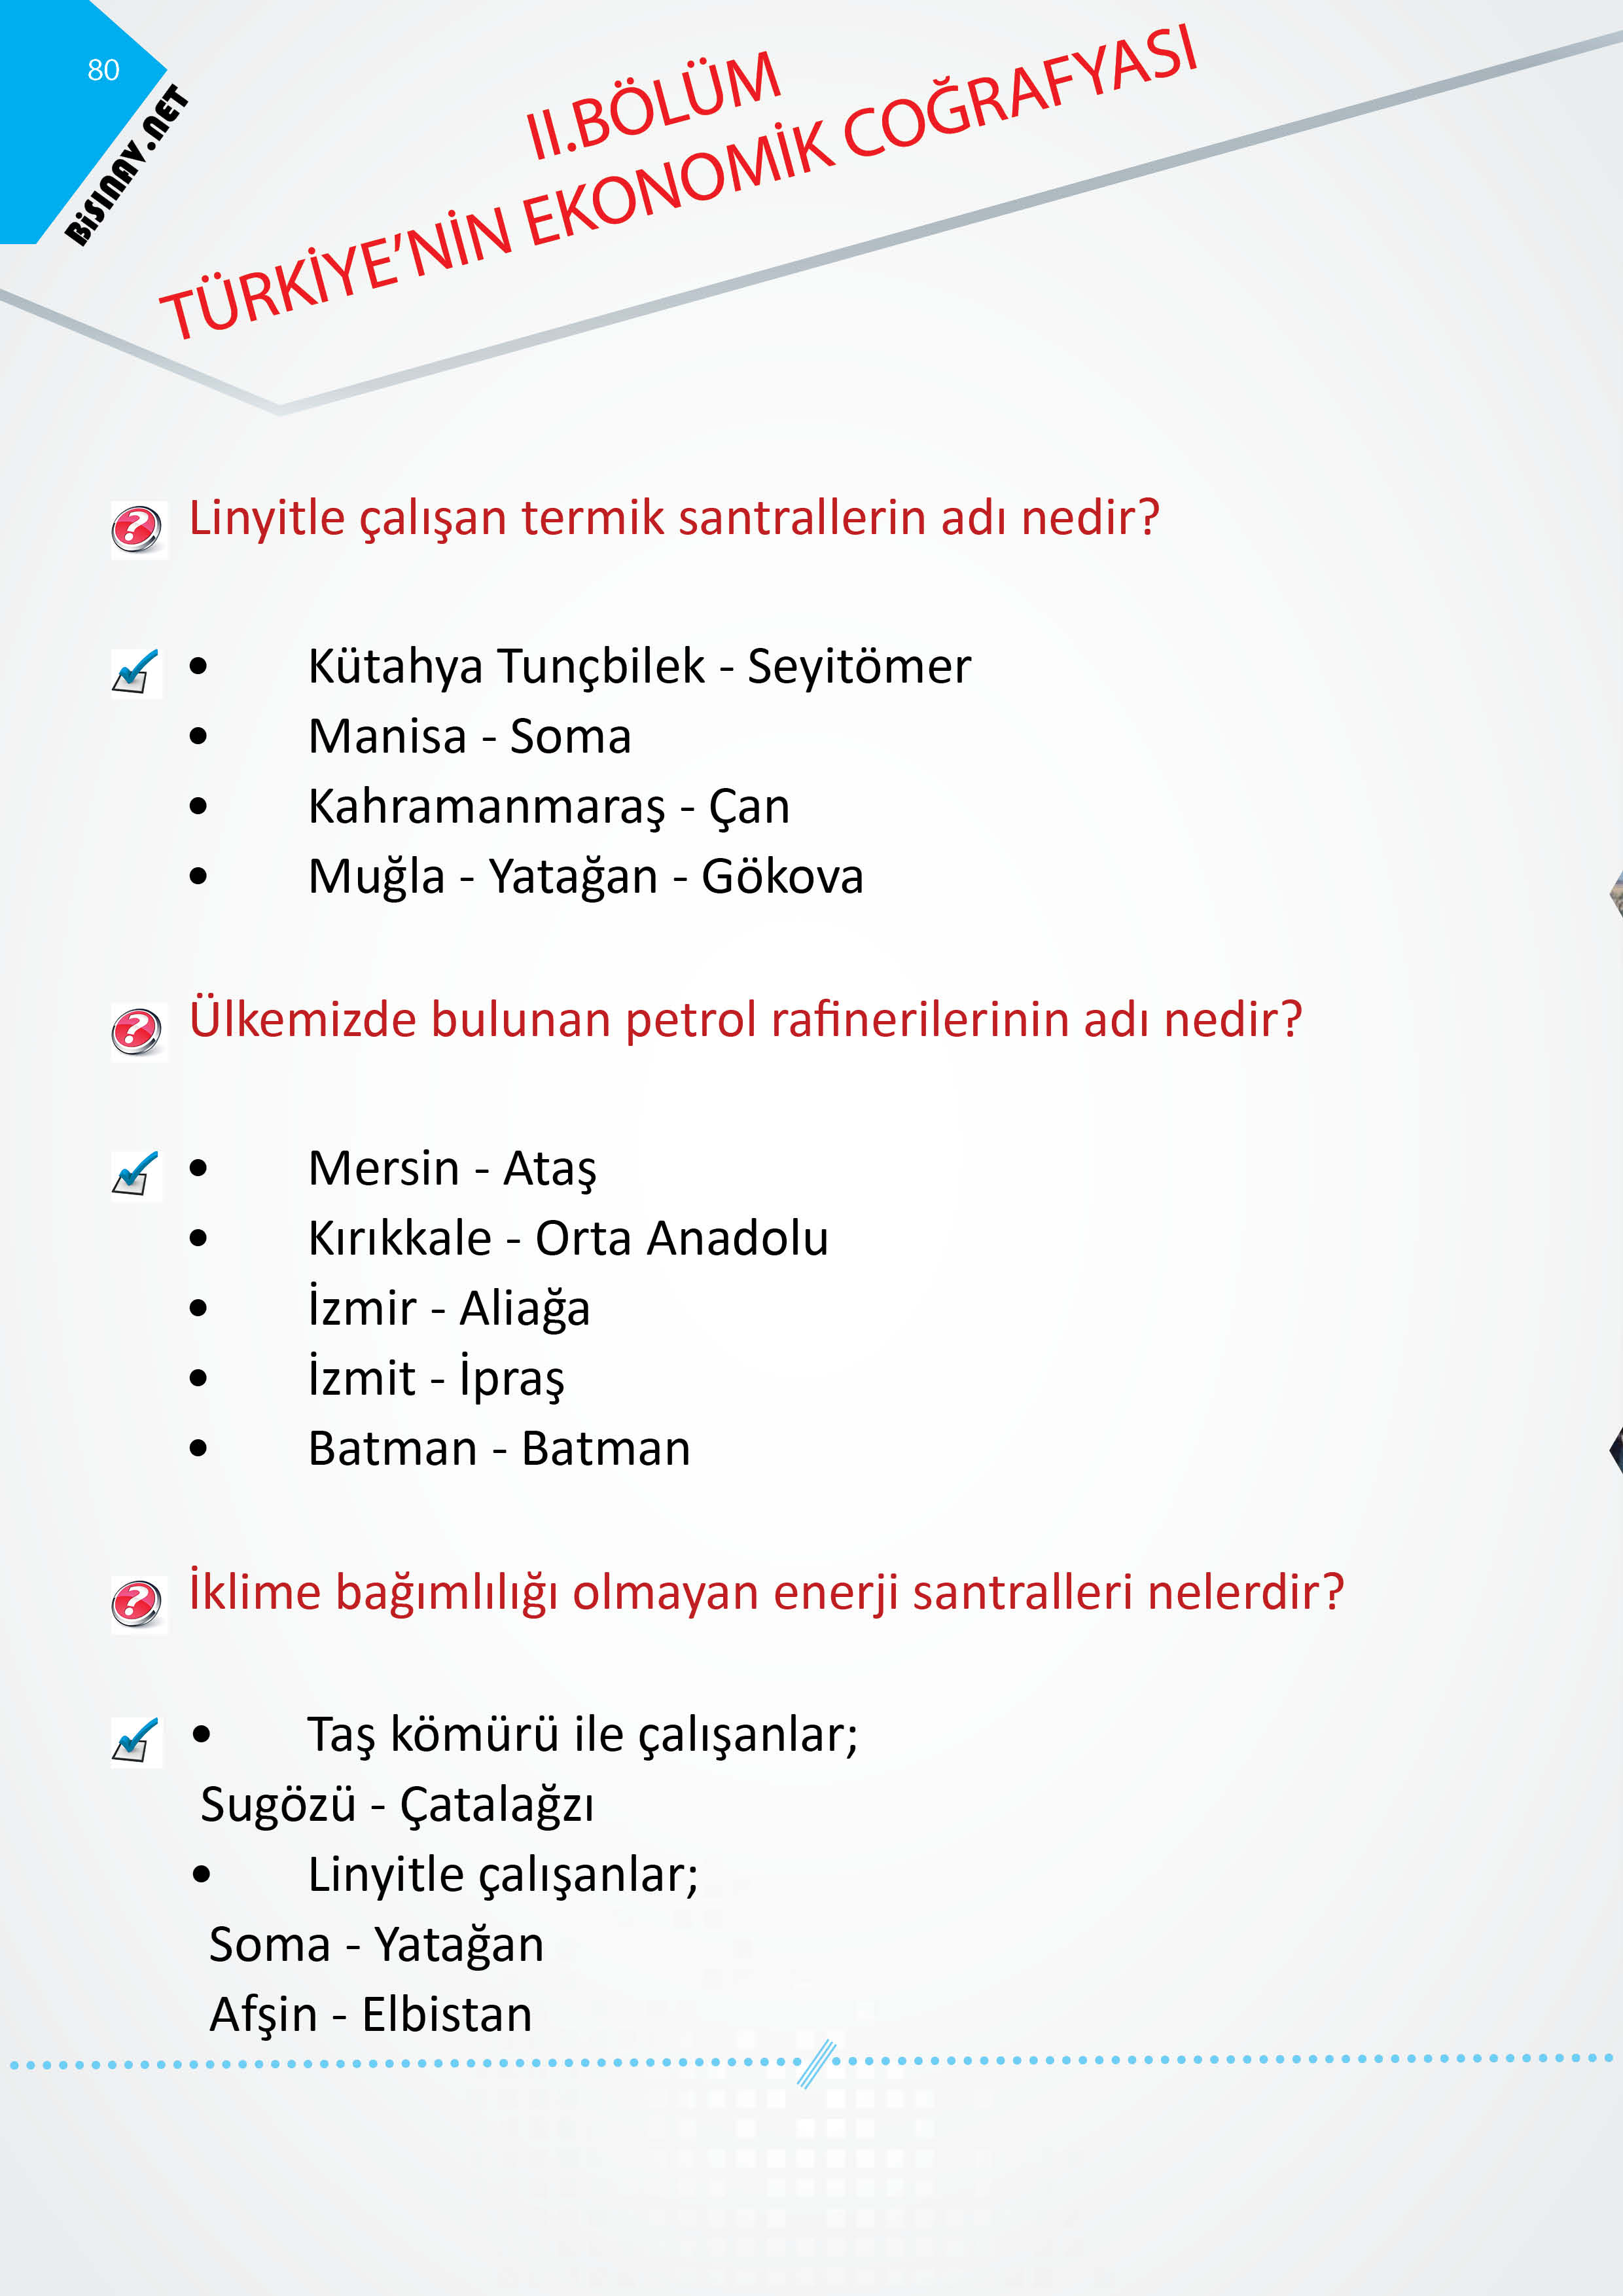 80
BiSINAV.NET
II.BÖLÜM
TÜRKİYE’NİN EKONOMİK COĞRAFYASI
Linyitle çalışan termik santrallerin adı nedir?
• Kütahya Tunçbilek - Seyitömer
• Manisa - Soma
• Kahramanmaraş - Çan
• Muğla - Yatağan - Gökova
Ülkemizde bulunan petrol rafinerilerinin adı nedir?
• Mersin - Ataş
• Kırıkkale - Orta Anadolu
• İzmir - Aliağa
• İzmit - İpraş
• Batman - Batman
İklime bağımlılığı olmayan enerji santralleri nelerdir?
• Taş kömürü ile çalışanlar;
Sugözü - Çatalağzı
• Linyitle çalışanlar;
Soma - Yatağan
Afşin - Elbistan